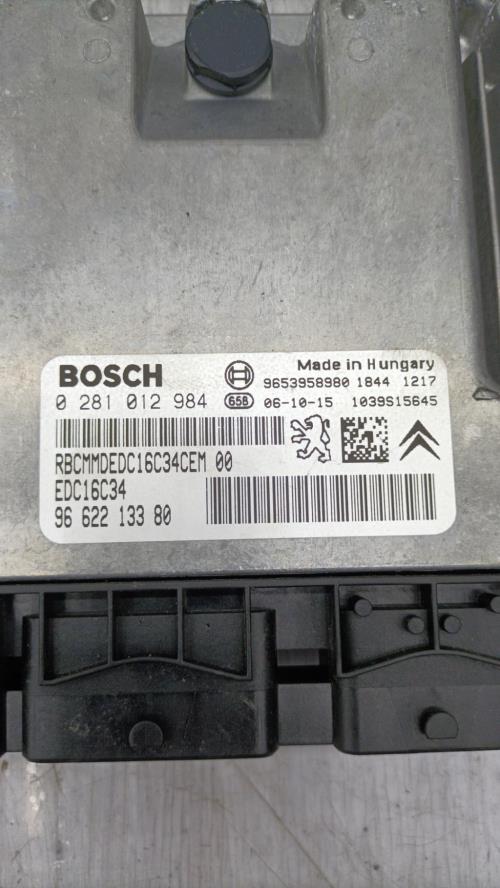 Made in Hungary
BOSCH 9653958980 1844 1217
0 281 012 984 65B 06-10-15 1039S15645
RBCMMDEDC16C34CEM 00
EDC16C34
96 622 133 80